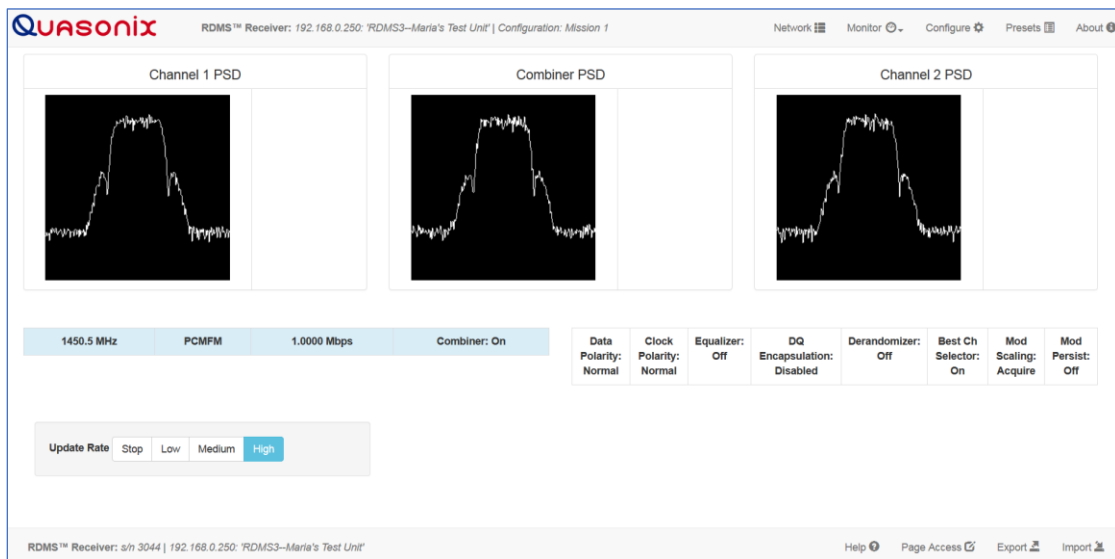 QUASONIX RDMS™ Receiver: 192.168.0.250: 'RDMS3--Maria's Test Unit' | Configuration: Mission 1 Network Monitor Configure Presets About
Channel 1 PSD
Combiner PSD
Channel 2 PSD
1450.5 MHz PCMFM 1.0000 Mbps Combiner: On
Data Polarity: Normal
Clock Polarity: Normal
Equalizer: Off
DQ Encapsulation: Disabled
Derandomizer: Off
Best Ch Selector: On
Mod Scaling: Acquire
Mod Persist: Off
Update Rate Stop Low Medium High
RDMS™ Receiver: s/n 3044 | 192.168.0.250: 'RDMS3--Maria's Test Unit' Help Page Access Export Import